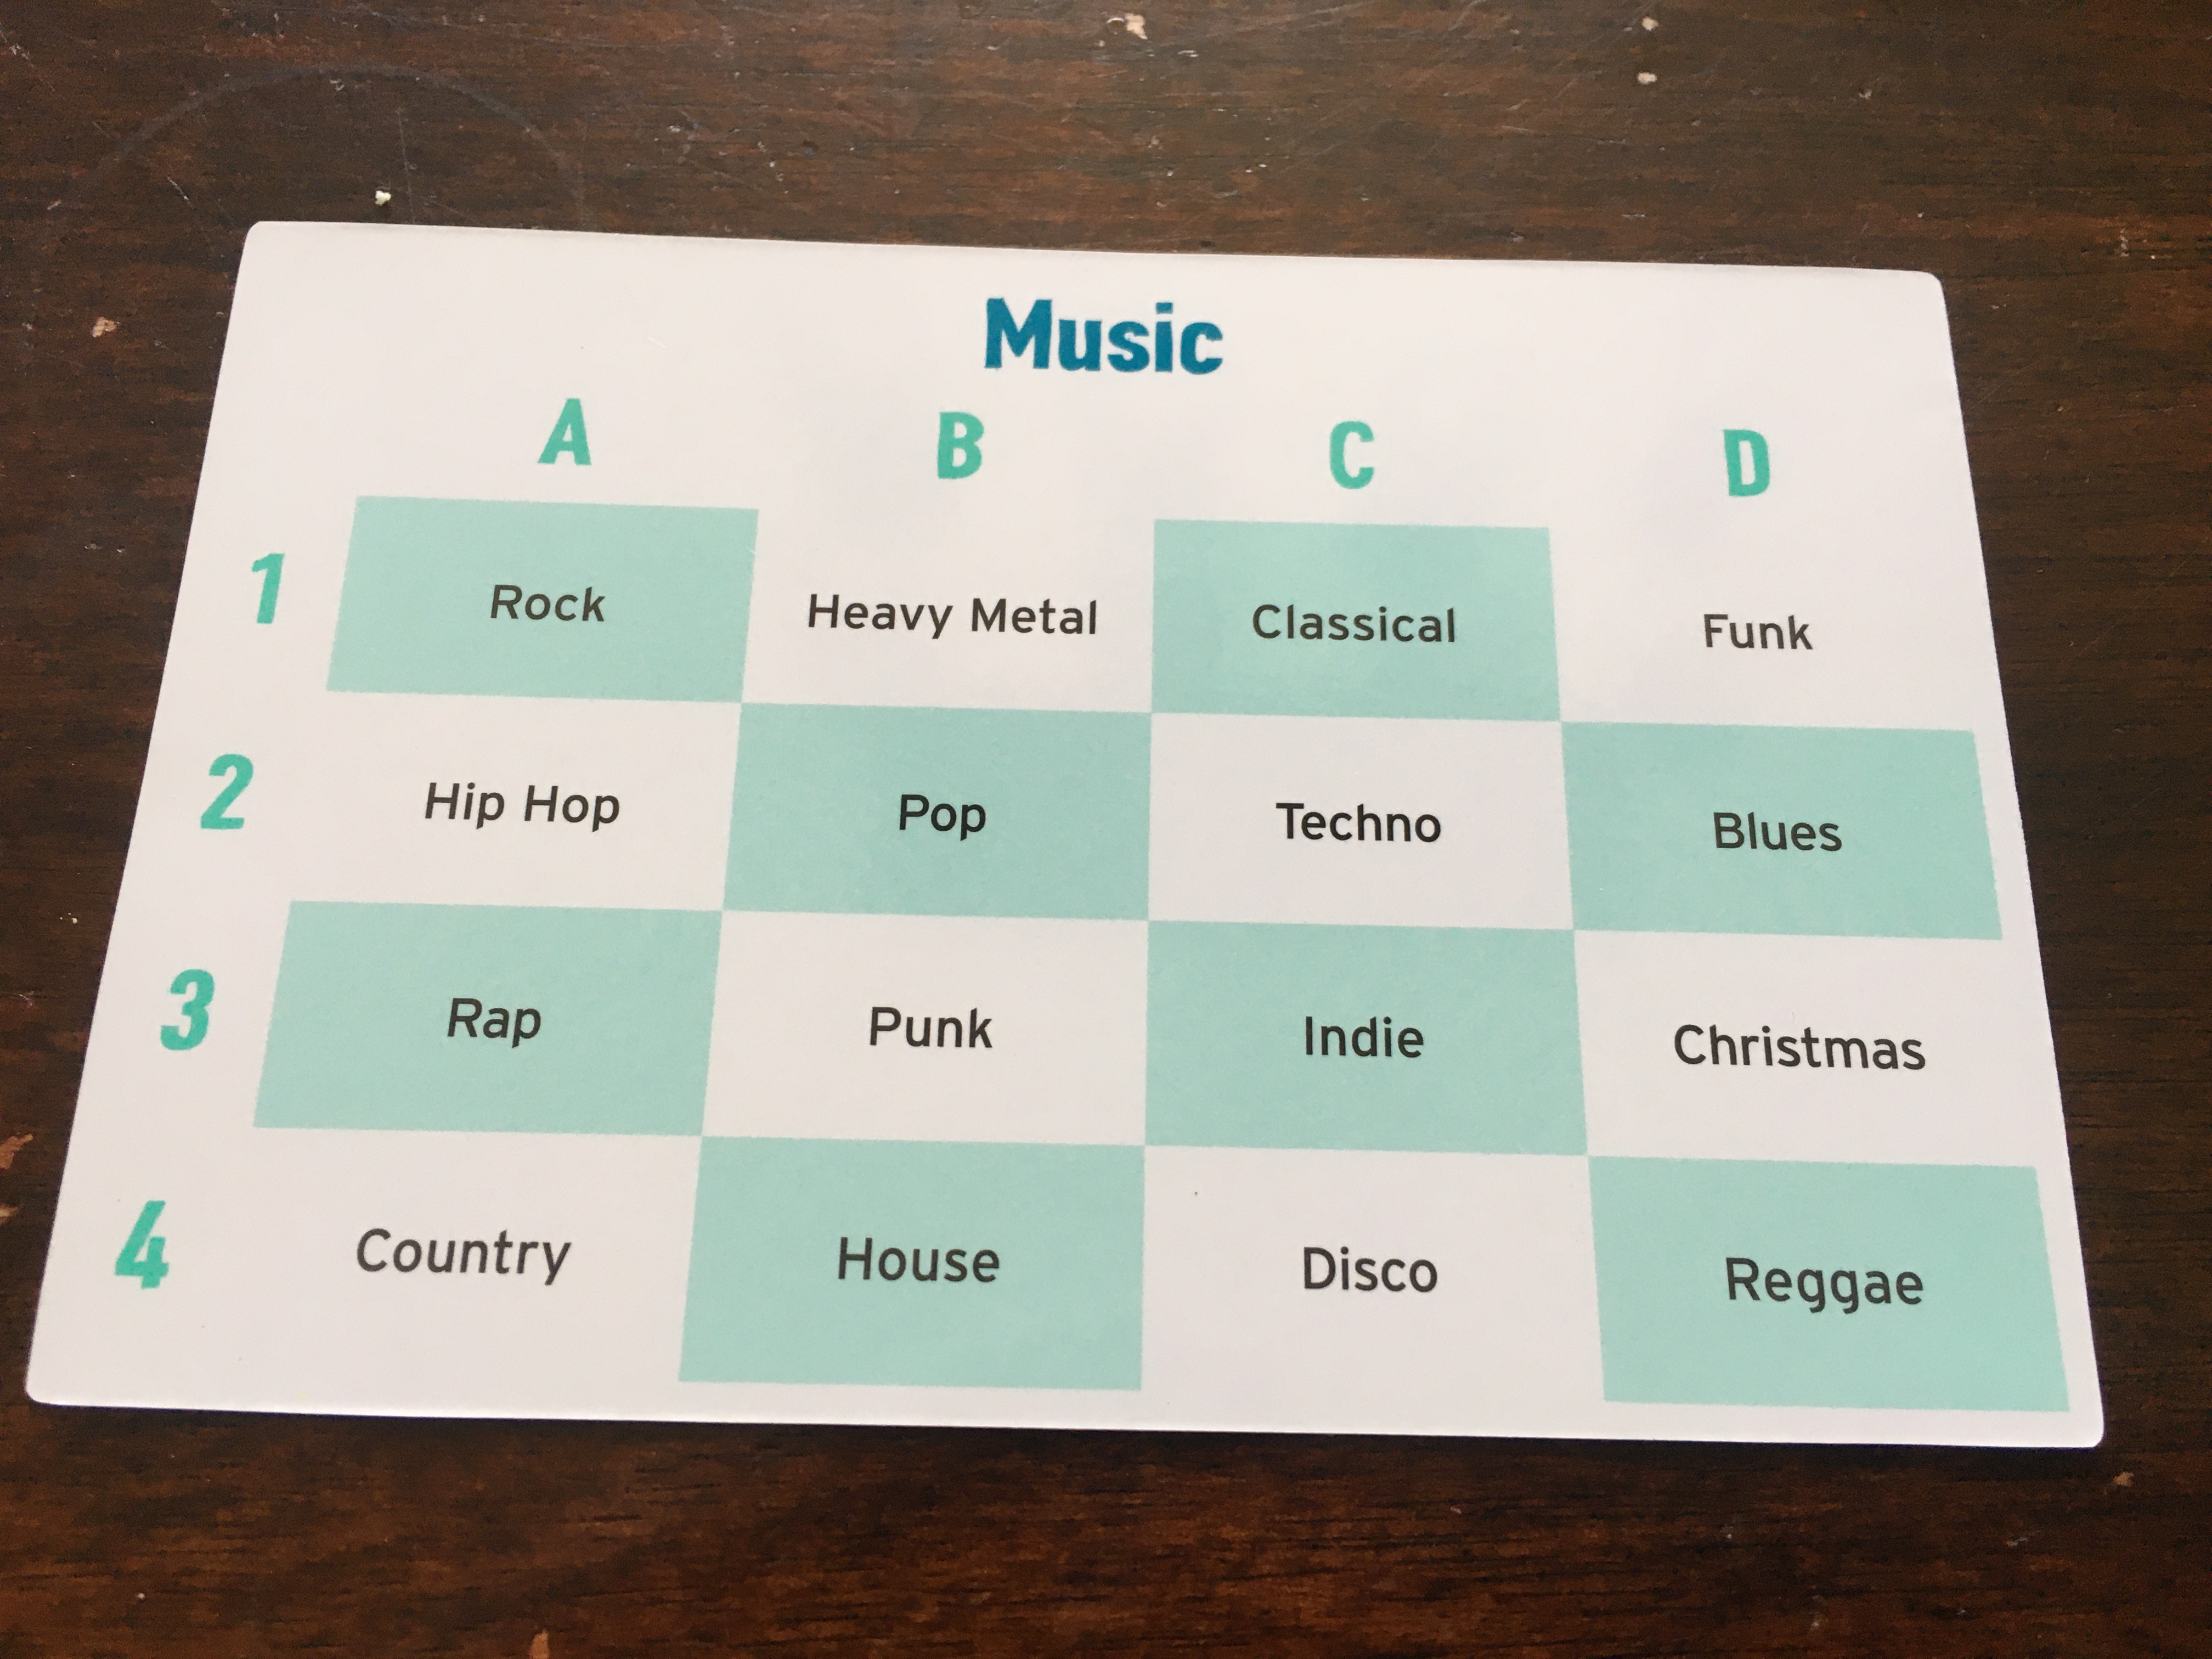 Music
A B C D
1 Rock Heavy Metal Classical Funk
2 Hip Hop Pop Techno Blues
3 Rap Punk Indie Christmas
4 Country House Disco Reggae